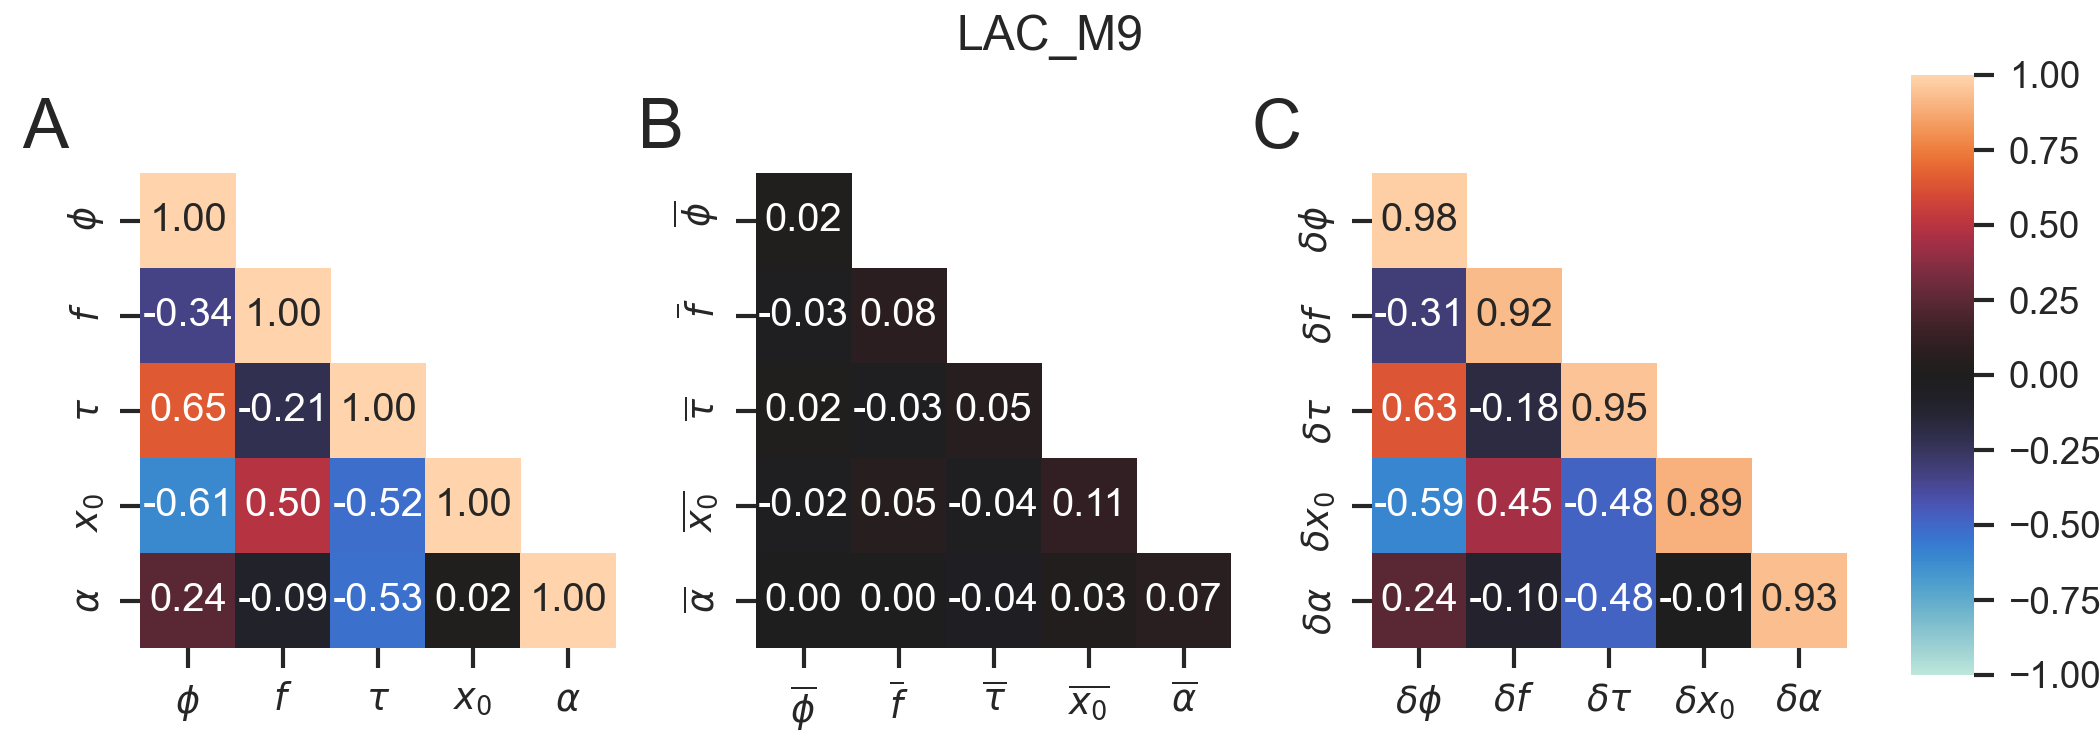 LAC_M9
A
ϕ 1.00
f -0.34 1.00
τ 0.65 -0.21 1.00
x₀ -0.61 0.50 -0.52 1.00
α 0.24 -0.09 -0.53 0.02 1.00
ϕ f τ x₀ α
B
ϕ̅ 0.02
f̅ -0.03 0.08
τ̅ 0.02 -0.03 0.05
x̅₀̅ -0.02 0.05 -0.04 0.11
α̅ 0.00 0.00 -0.04 0.03 0.07
ϕ̅ f̅ τ̅ x̅₀̅ α̅
C
δϕ 0.98
δf -0.31 0.92
δτ 0.63 -0.18 0.95
δx₀ -0.59 0.45 -0.48 0.89
δα 0.24 -0.10 -0.48 -0.01 0.93
δϕ δf δτ δx₀ δα
1.00
0.75
0.50
0.25
0.00
−0.25
−0.50
−0.75
−1.00